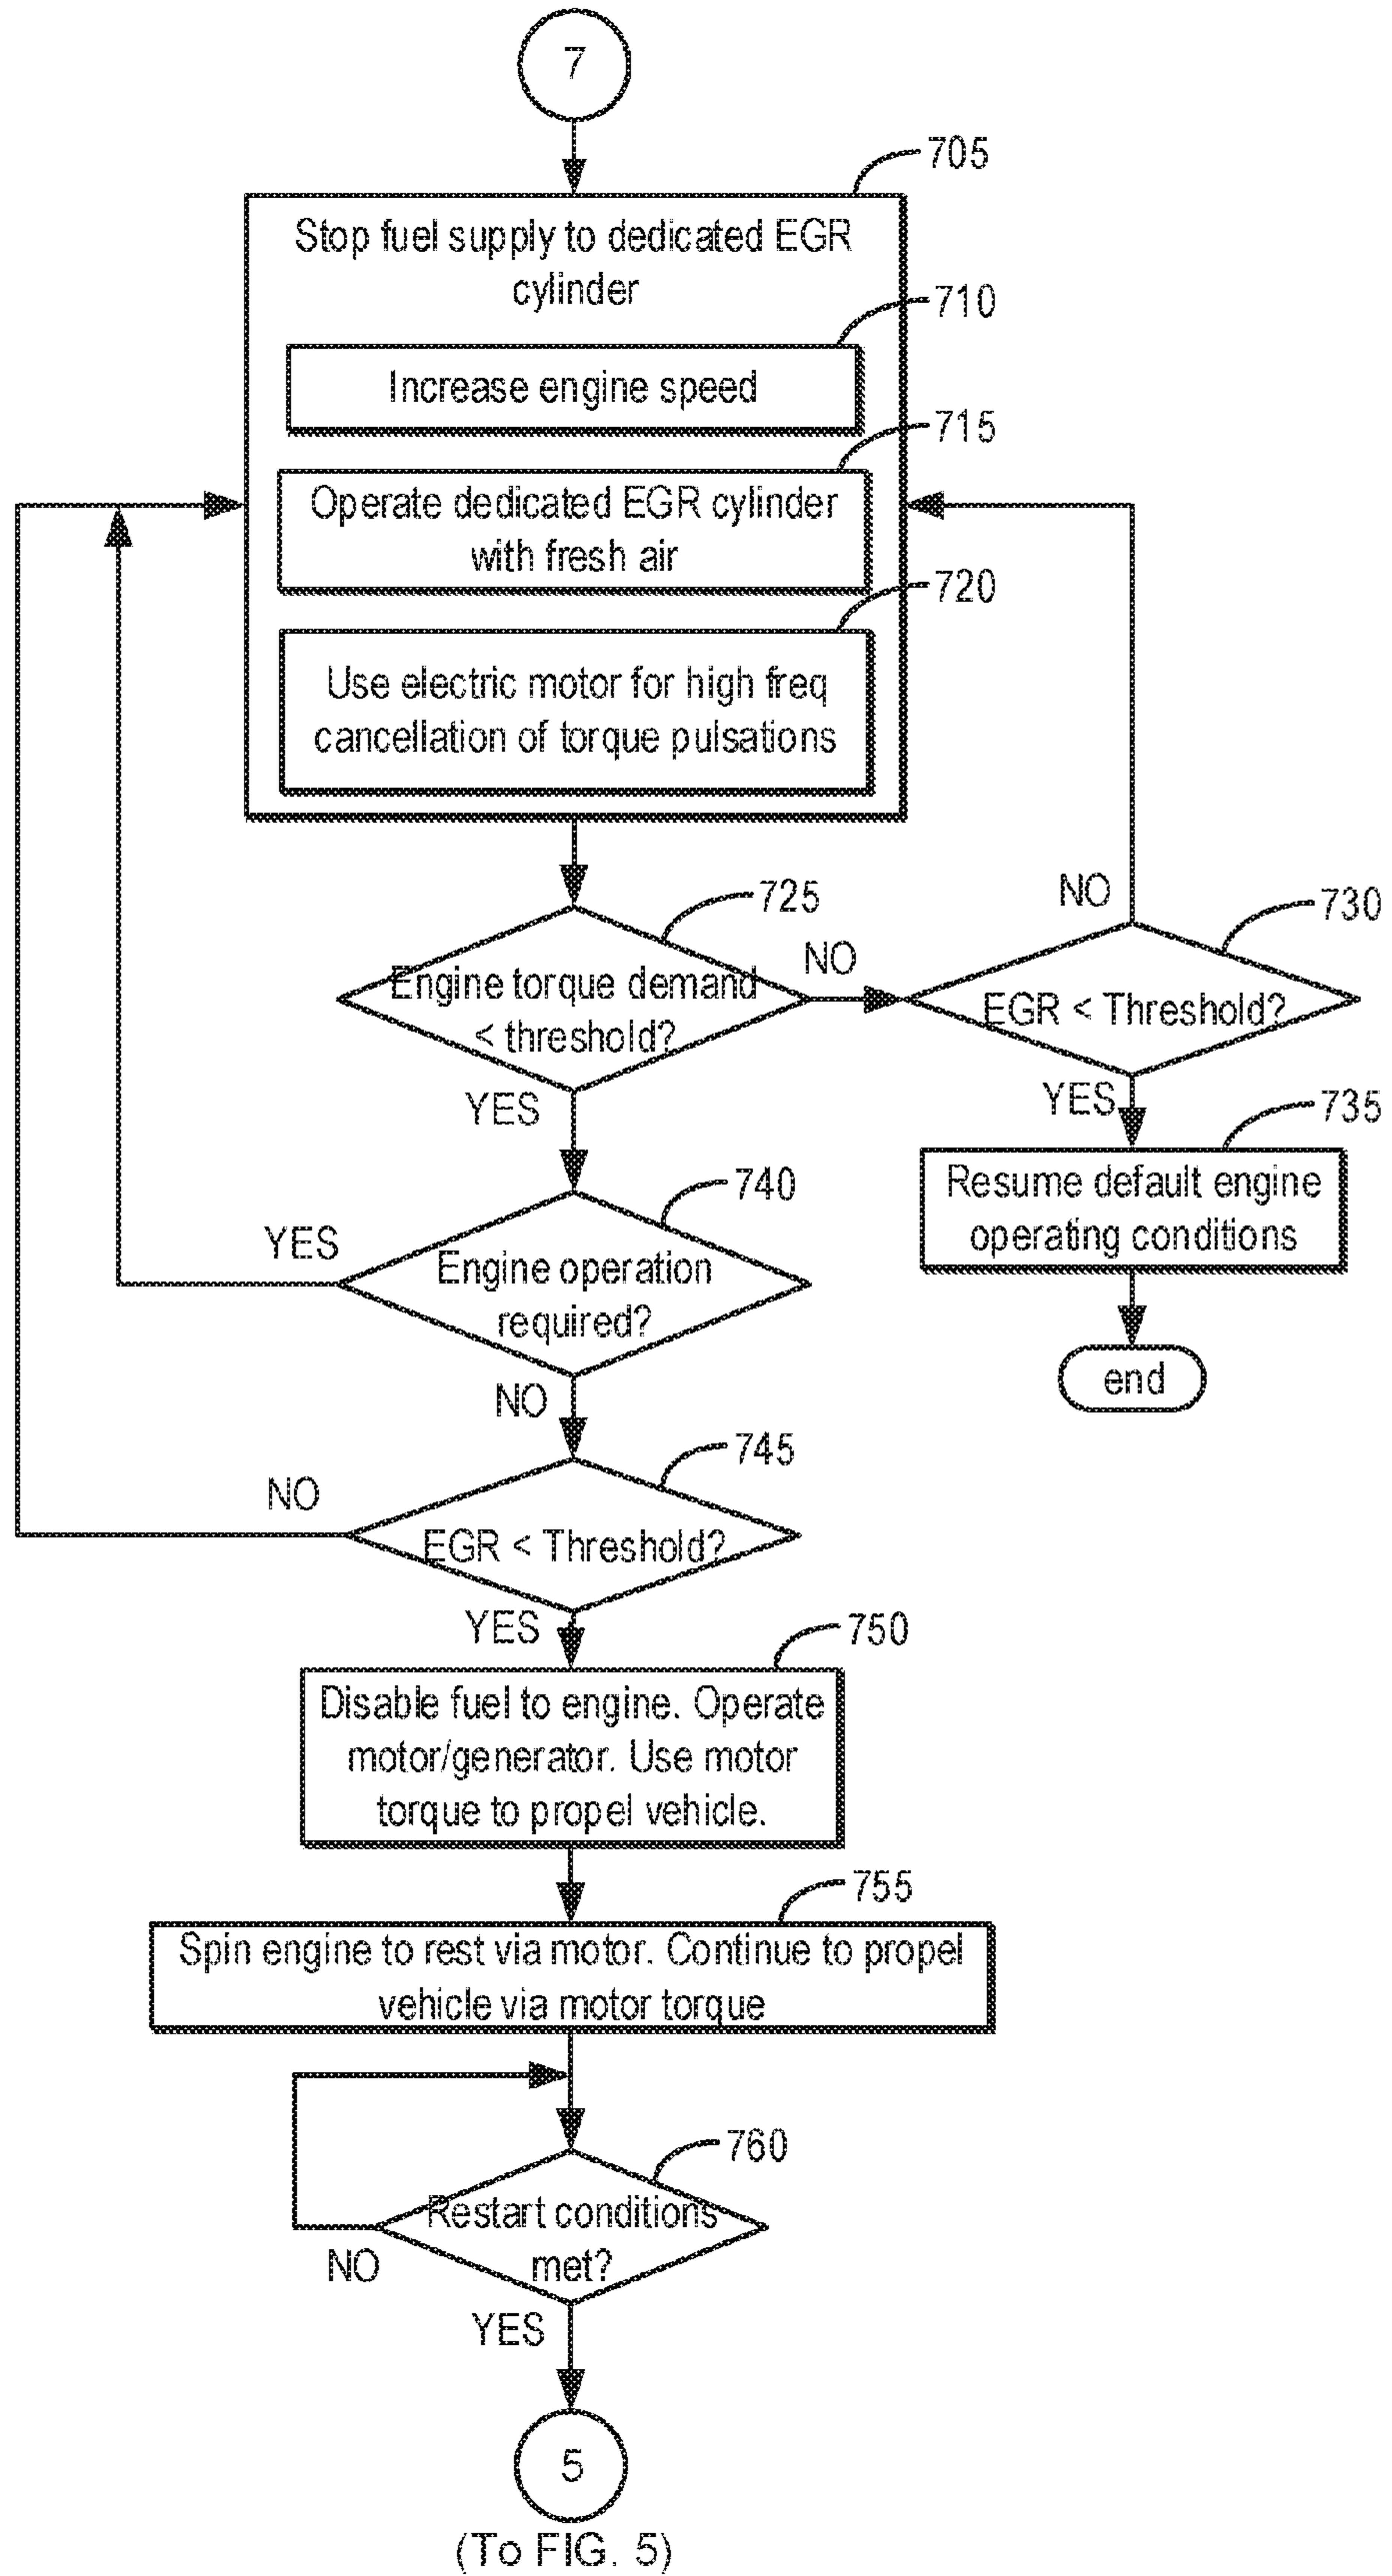 7
705
Stop fuel supply to dedicated EGR
cylinder
710
Increase engine speed
715
Operate dedicated EGR cylinder
with fresh air
720
Use electric motor for high freq
cancellation of torque pulsations
725
Engine torque demand
< threshold?
NO
NO
730
EGR < Threshold?
YES
YES
735
Resume default engine
operating conditions
end
740
YES
Engine operation
required?
NO
745
NO
EGR < Threshold?
YES
750
Disable fuel to engine. Operate
motor/generator. Use motor
torque to propel vehicle.
755
Spin engine to rest via motor. Continue to propel
vehicle via motor torque
760
Restart conditions
met?
NO
YES
5
(To FIG. 5)